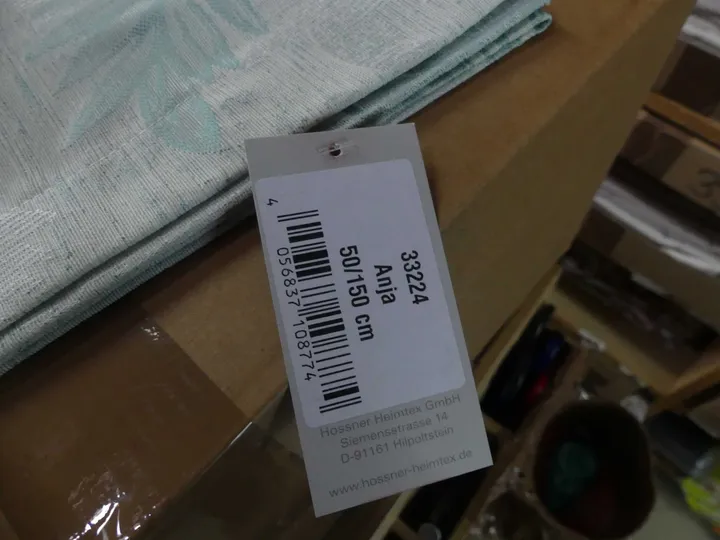 33224
Anja
50/150 cm
4 056837 108774
Hossner Heimtex GmbH
Siemensstrasse 14
D-91161 Hilpoltstein
www.hossner-heimtex.de